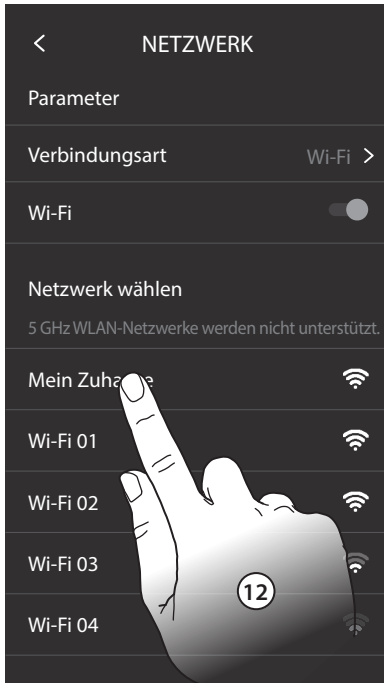 NETZWERK
Parameter
Verbindungsart Wi-Fi
Wi-Fi
Netzwerk wählen
5 GHz WLAN-Netzwerke werden nicht unterstützt.
Mein
Wi-Fi 01
Wi-Fi 02
Wi-Fi 03
12
Wi-Fi 04